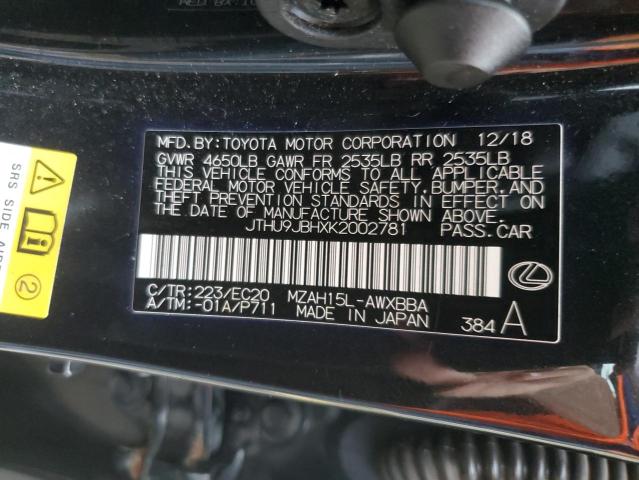 MFD. BY: TOYOTA MOTOR CORPORATION 12/18
GVWR 4650LB GAWR FR 2535LB RR 2535LB
THIS VEHICLE CONFORMS TO ALL APPLICABLE
FEDERAL MOTOR VEHICLE SAFETY, BUMPER, AND
THEFT PREVENTION STANDARDS IN EFFECT ON
THE DATE OF MANUFACTURE SHOWN ABOVE.
JTHU9JBHXK2002781 PASS. CAR
C/TR: 223/EC20 MZAH15L-AWXBBA
A/TM: -01A/P711 MADE IN JAPAN 384 A
SRS SIDE
2